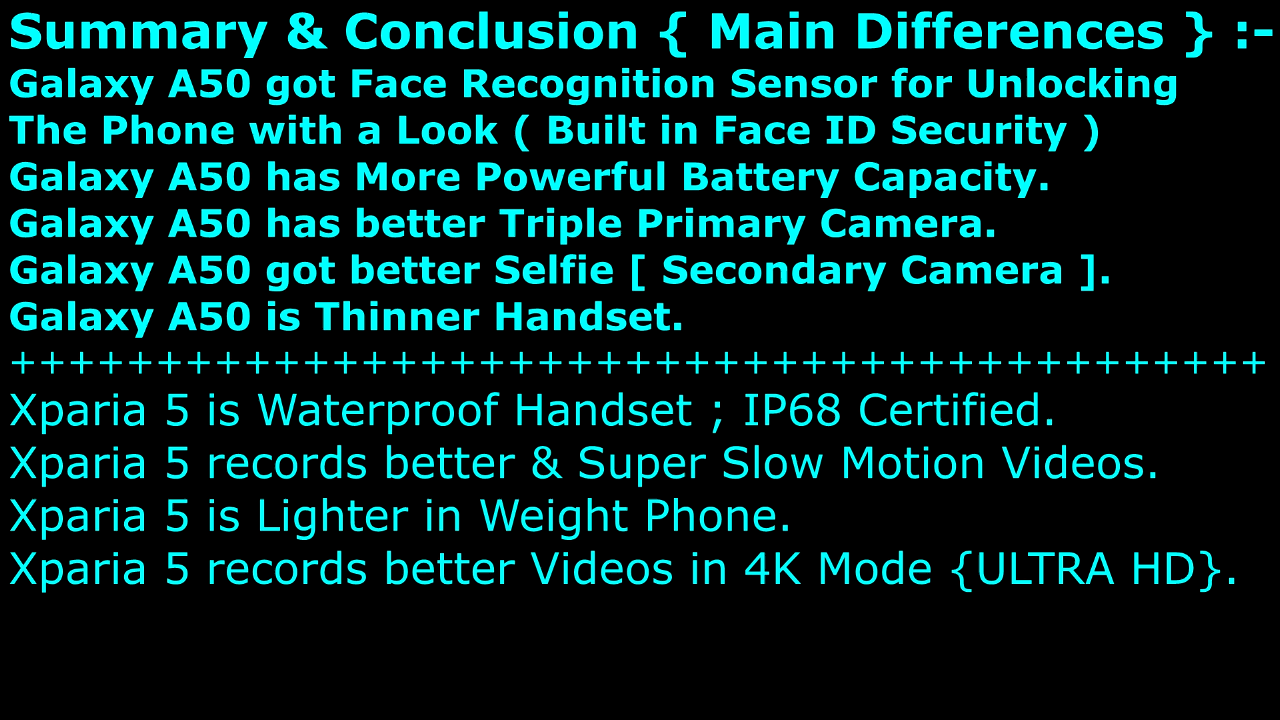 Summary & Conclusion { Main Differences } :-
Galaxy A50 got Face Recognition Sensor for Unlocking
The Phone with a Look ( Built in Face ID Security )
Galaxy A50 has More Powerful Battery Capacity.
Galaxy A50 has better Triple Primary Camera.
Galaxy A50 got better Selfie [ Secondary Camera ].
Galaxy A50 is Thinner Handset.
+++++++++++++++++++++++++++++++++++++++++++
Xparia 5 is Waterproof Handset ; IP68 Certified.
Xparia 5 records better & Super Slow Motion Videos.
Xparia 5 is Lighter in Weight Phone.
Xparia 5 records better Videos in 4K Mode {ULTRA HD}.